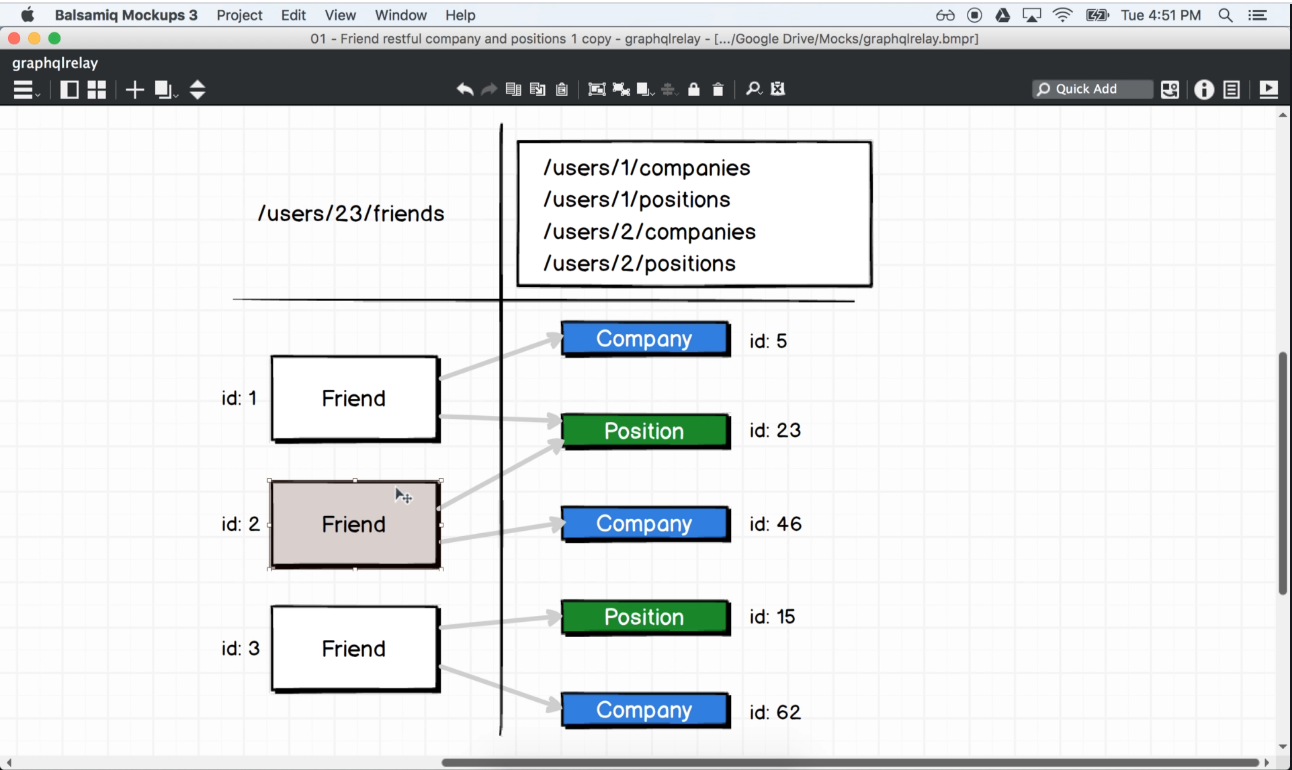 Balsamiq Mockups 3 Project Edit View Window Help Tue 4:51 PM
01 - Friend restful company and positions 1 copy - graphqlrelay - [.../Google Drive/Mocks/graphqlrelay.bmpr]
graphqlrelay
Quick Add
/users/23/friends
/users/1/companies
/users/1/positions
/users/2/companies
/users/2/positions
id: 1 Friend
id: 2 Friend
id: 3 Friend
Company id: 5
Position id: 23
Company id: 46
Position id: 15
Company id: 62